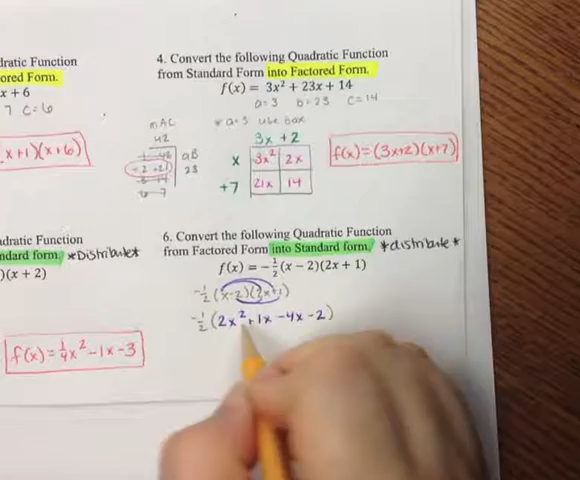 dratic Function
ored Form.
x + 6
7 C=6
x+1)(x+6)
4. Convert the following Quadratic Function
from Standard Form into Factored Form.
f(x) = 3x² + 23x + 14
a=3 b=23 c=14
mAC * a=3 use box
42
aB
23
+2 +21
3x +2
x 3x² 2x
+7 21x 14
f(x)=(3x+2)(x+7)
adratic Function
ndard form. *Distribute*
)(x + 2)
f(x)=¼x²-1x-3
6. Convert the following Quadratic Function
from Factored Form into Standard form. *distribute*
f(x) = −½(x − 2)(2x + 1)
-½(x-2)(2x+1)
-½(2x²+1x-4x-2)